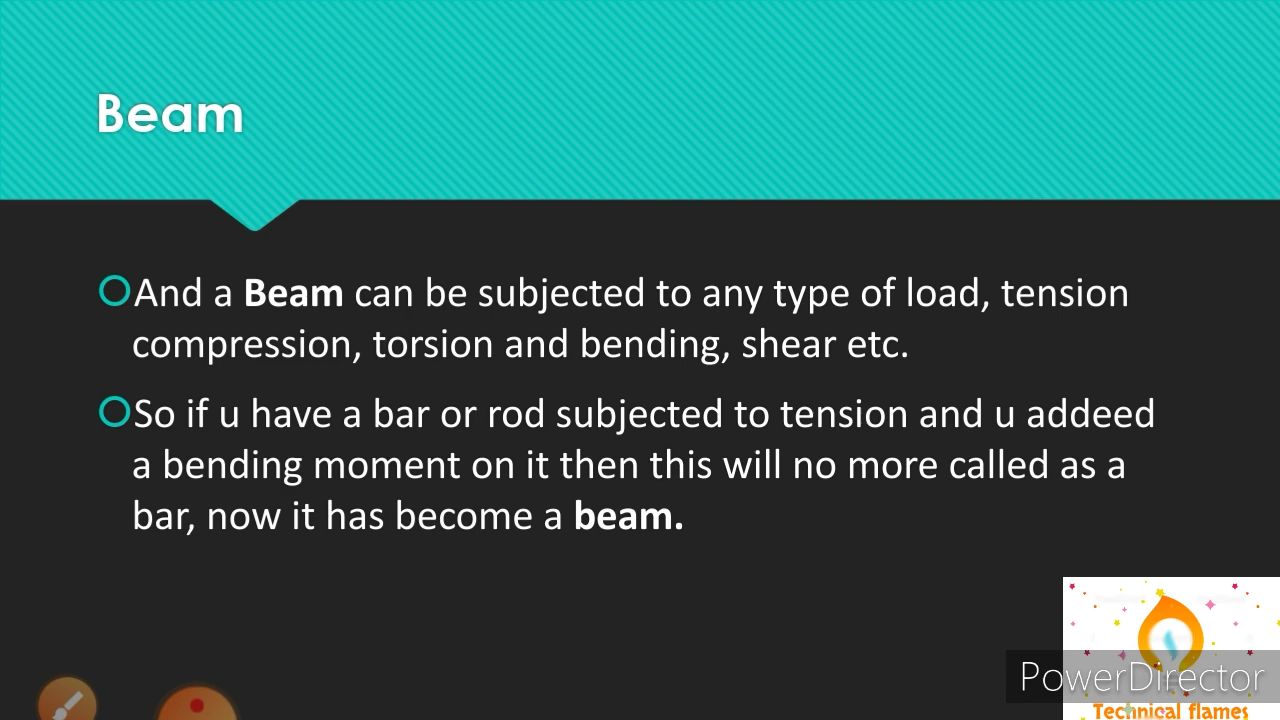 Beam
And a Beam can be subjected to any type of load, tension
compression, torsion and bending, shear etc.
So if u have a bar or rod subjected to tension and u addeed
a bending moment on it then this will no more called as a
bar, now it has become a beam.
PowerDirector
Technical flames